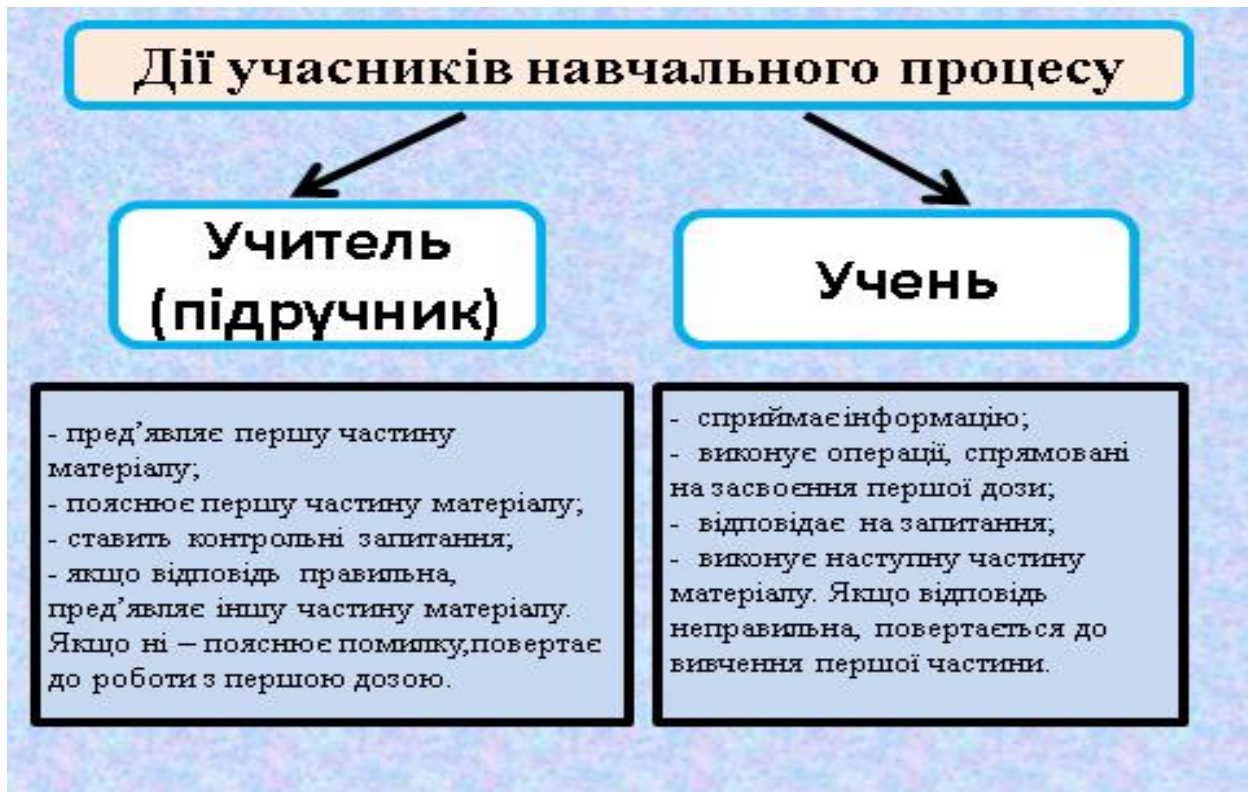 Дії учасників навчального процесу
Учитель
(підручник)
Учень
- пред’являє першу частину
матеріалу;
- пояснює першу частину матеріалу;
- ставить контрольні запитання;
- якщо відповідь правильна,
пред’являє іншу частину матеріалу.
Якщо ні – пояснює помилку,повертає
до роботи з першою дозою.
- сприймає інформацію;
- виконує операції, спрямовані
на засвоєння першої дози;
- відповідає на запитання;
- виконує наступну частину
матеріалу. Якщо відповідь
неправильна, повертається до
вивчення першої частини.